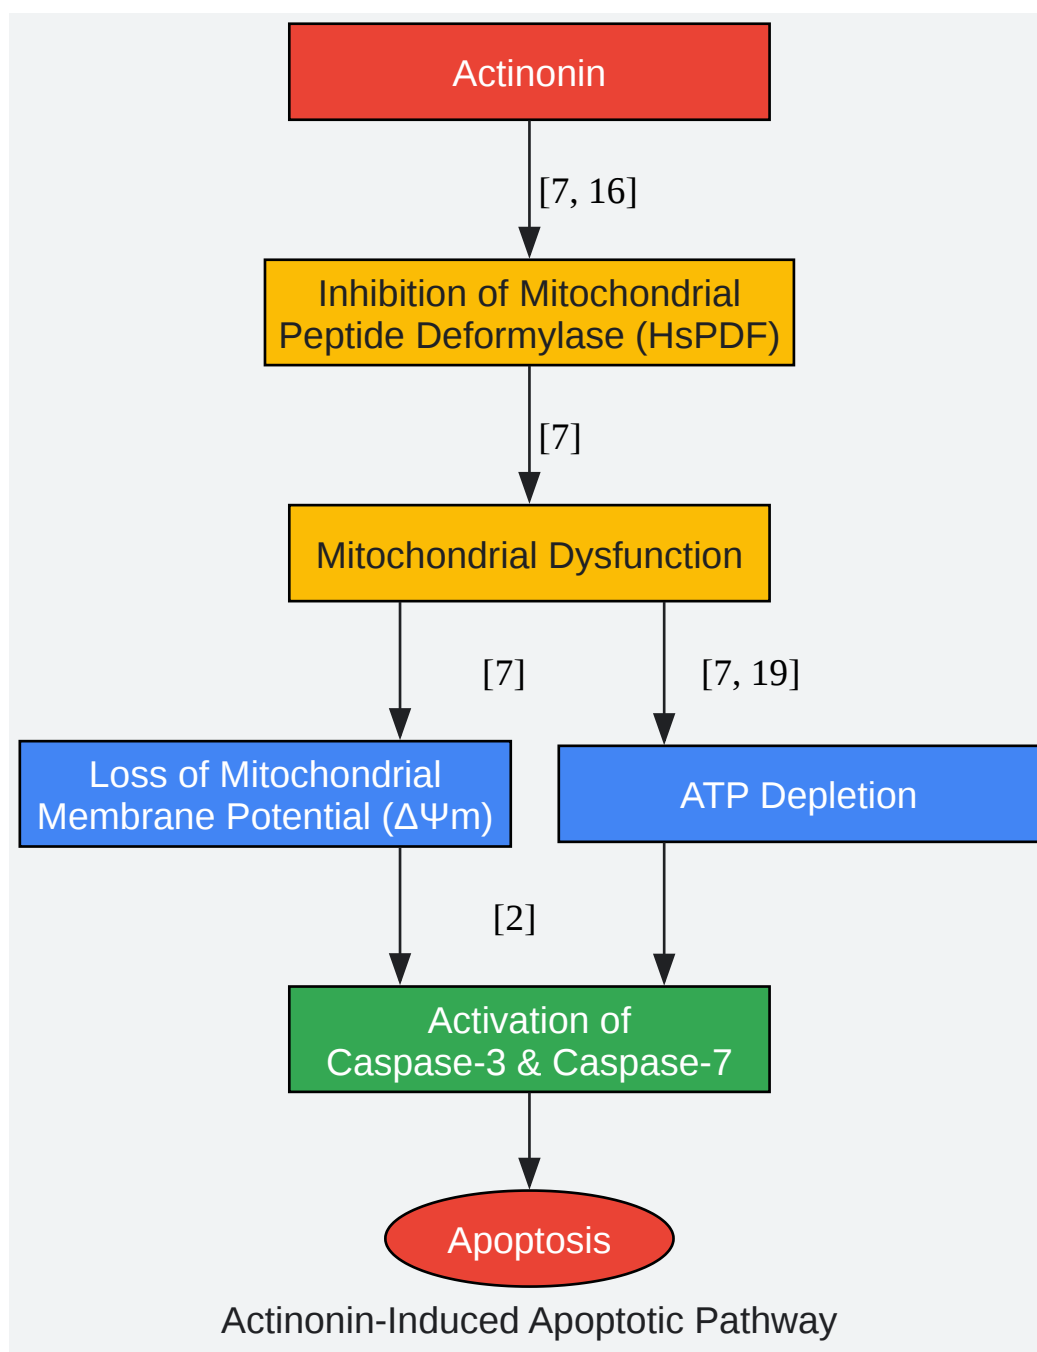 Actinonin
[7, 16]
Inhibition of Mitochondrial
Peptide Deformylase (HsPDF)
[7]
Mitochondrial Dysfunction
[7]
[7, 19]
Loss of Mitochondrial
Membrane Potential (ΔΨm)
ATP Depletion
[2]
Activation of
Caspase-3 & Caspase-7
Apoptosis
Actinonin-Induced Apoptotic Pathway